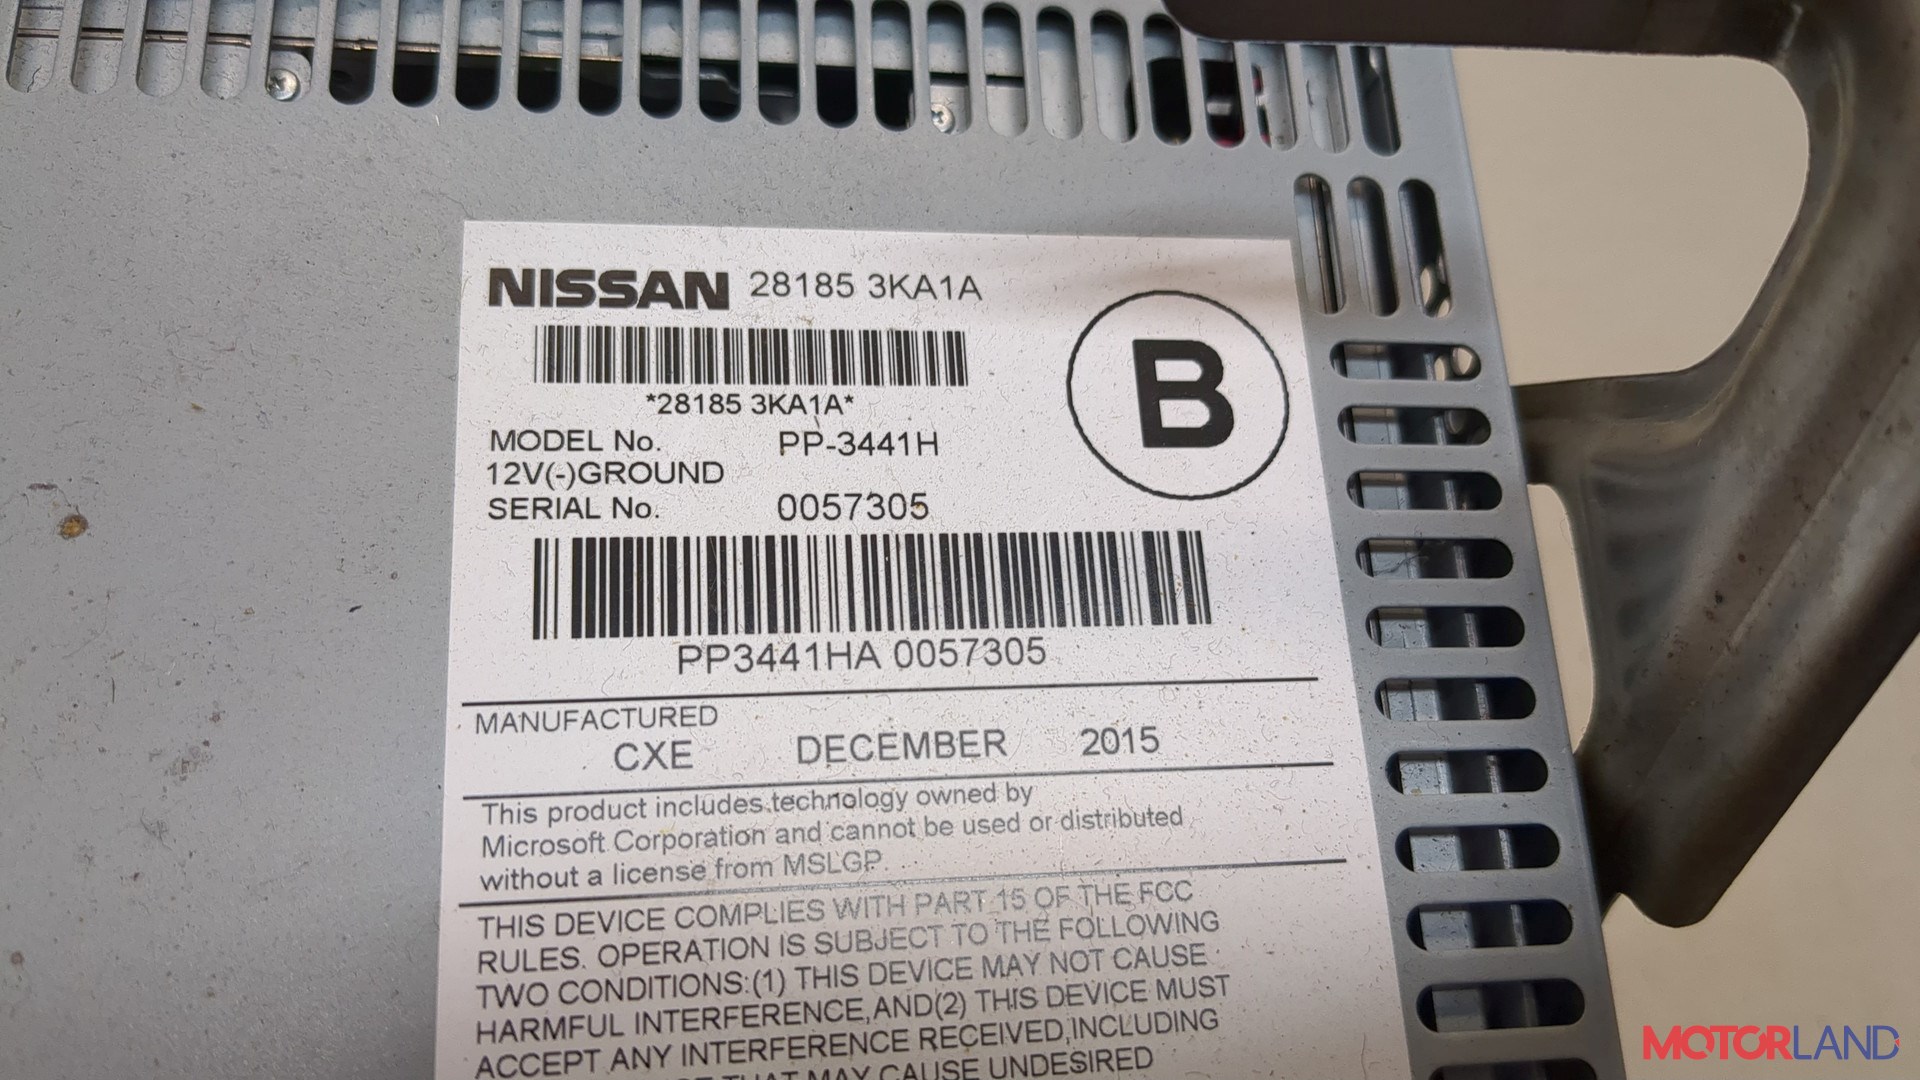 NISSAN 28185 3KA1A
*28185 3KA1A*
B
MODEL No. PP-3441H
12V(-)GROUND
SERIAL No. 0057305
PP3441HA 0057305
MANUFACTURED
CXE DECEMBER 2015
This product includes technology owned by
Microsoft Corporation and cannot be used or distributed
without a license from MSLGP.
THIS DEVICE COMPLIES WITH PART 15 OF THE FCC
RULES. OPERATION IS SUBJECT TO THE FOLLOWING
TWO CONDITIONS:(1) THIS DEVICE MAY NOT CAUSE
HARMFUL INTERFERENCE,AND(2) THIS DEVICE MUST
ACCEPT ANY INTERFERENCE RECEIVED,INCLUDING
THAT MAY CAUSE UNDESIRED
MOTORLAND